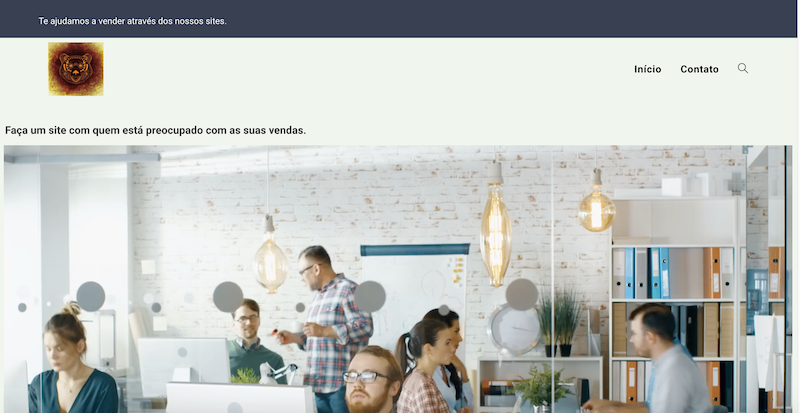 Te ajudamos a vender através dos nossos sites.
Início Contato
Faça um site com quem está preocupado com as suas vendas.